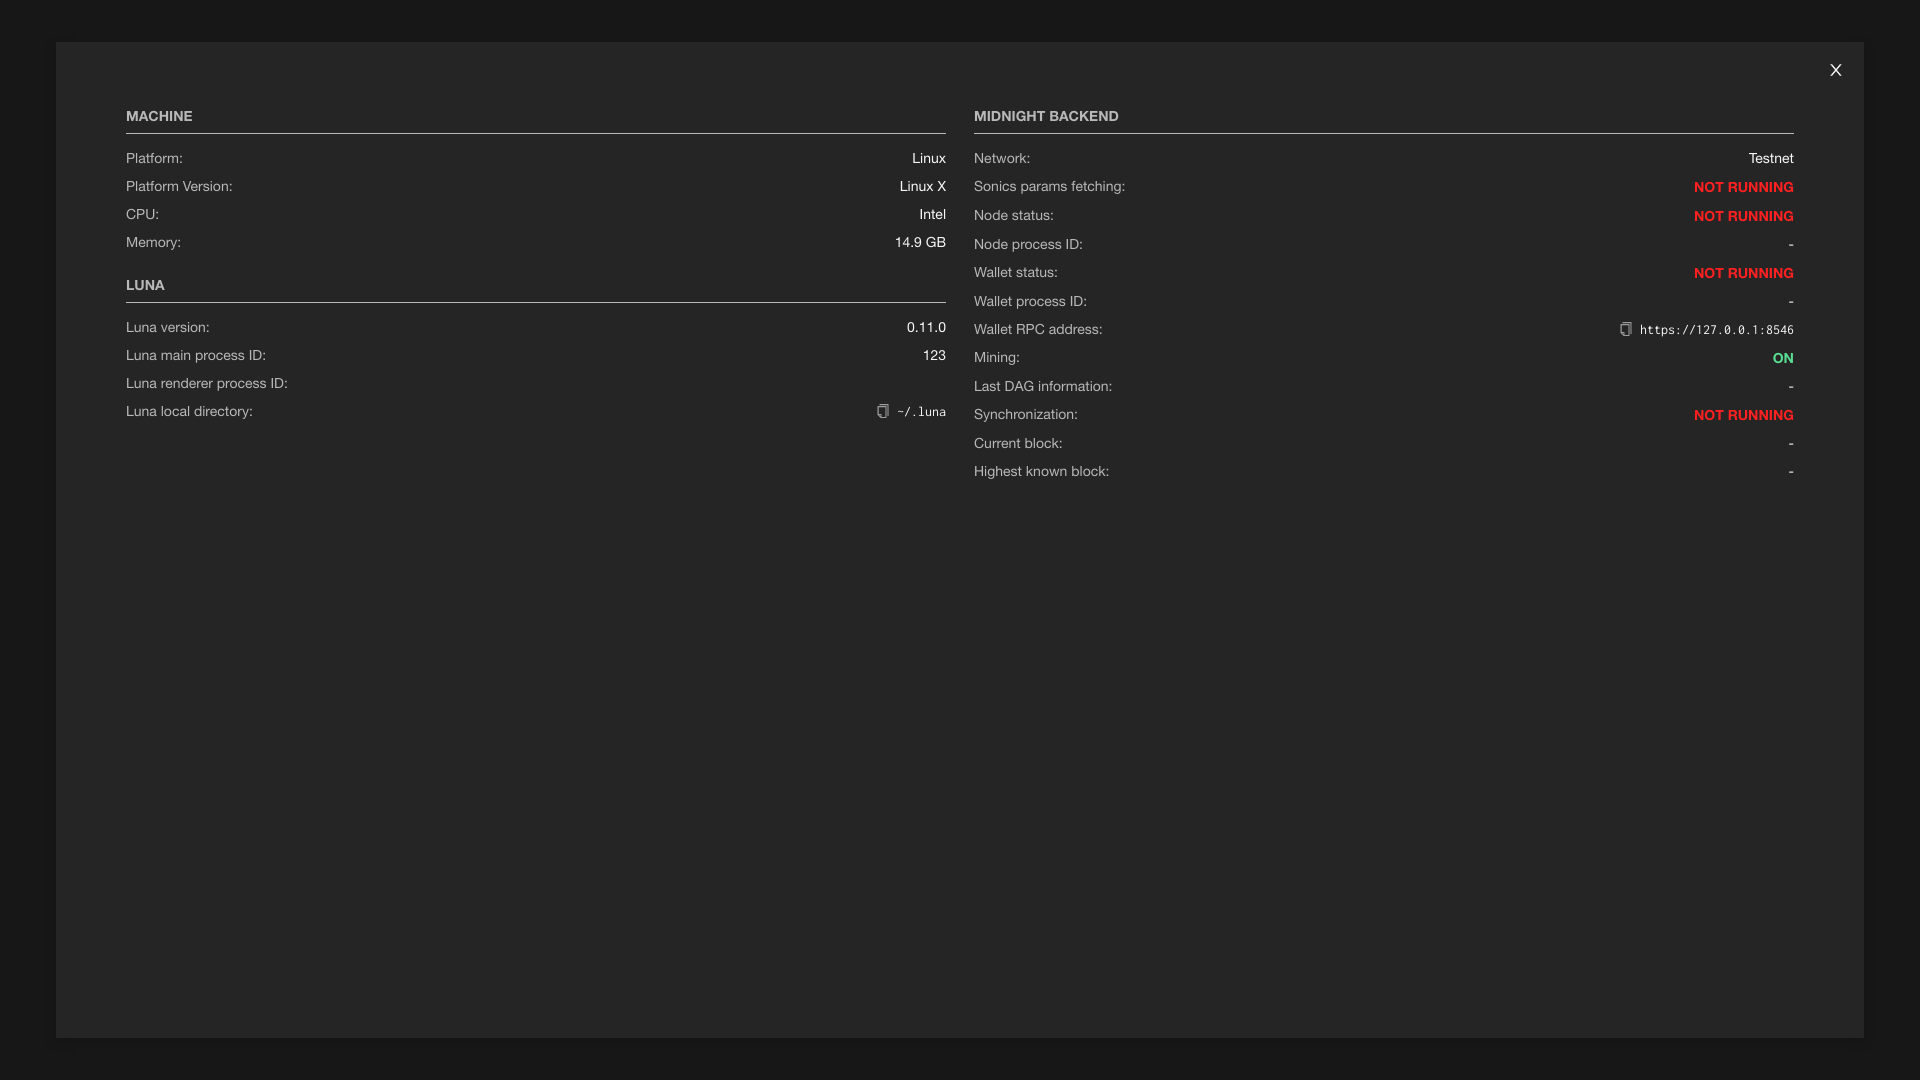 X
MACHINE
Platform: Linux
Platform Version: Linux X
CPU: Intel
Memory: 14.9 GB
LUNA
Luna version: 0.11.0
Luna main process ID: 123
Luna renderer process ID:
Luna local directory: ~/.luna
MIDNIGHT BACKEND
Network: Testnet
Sonics params fetching: NOT RUNNING
Node status: NOT RUNNING
Node process ID: -
Wallet status: NOT RUNNING
Wallet process ID: -
Wallet RPC address: https://127.0.0.1:8546
Mining: ON
Last DAG information: -
Synchronization: NOT RUNNING
Current block: -
Highest known block: -